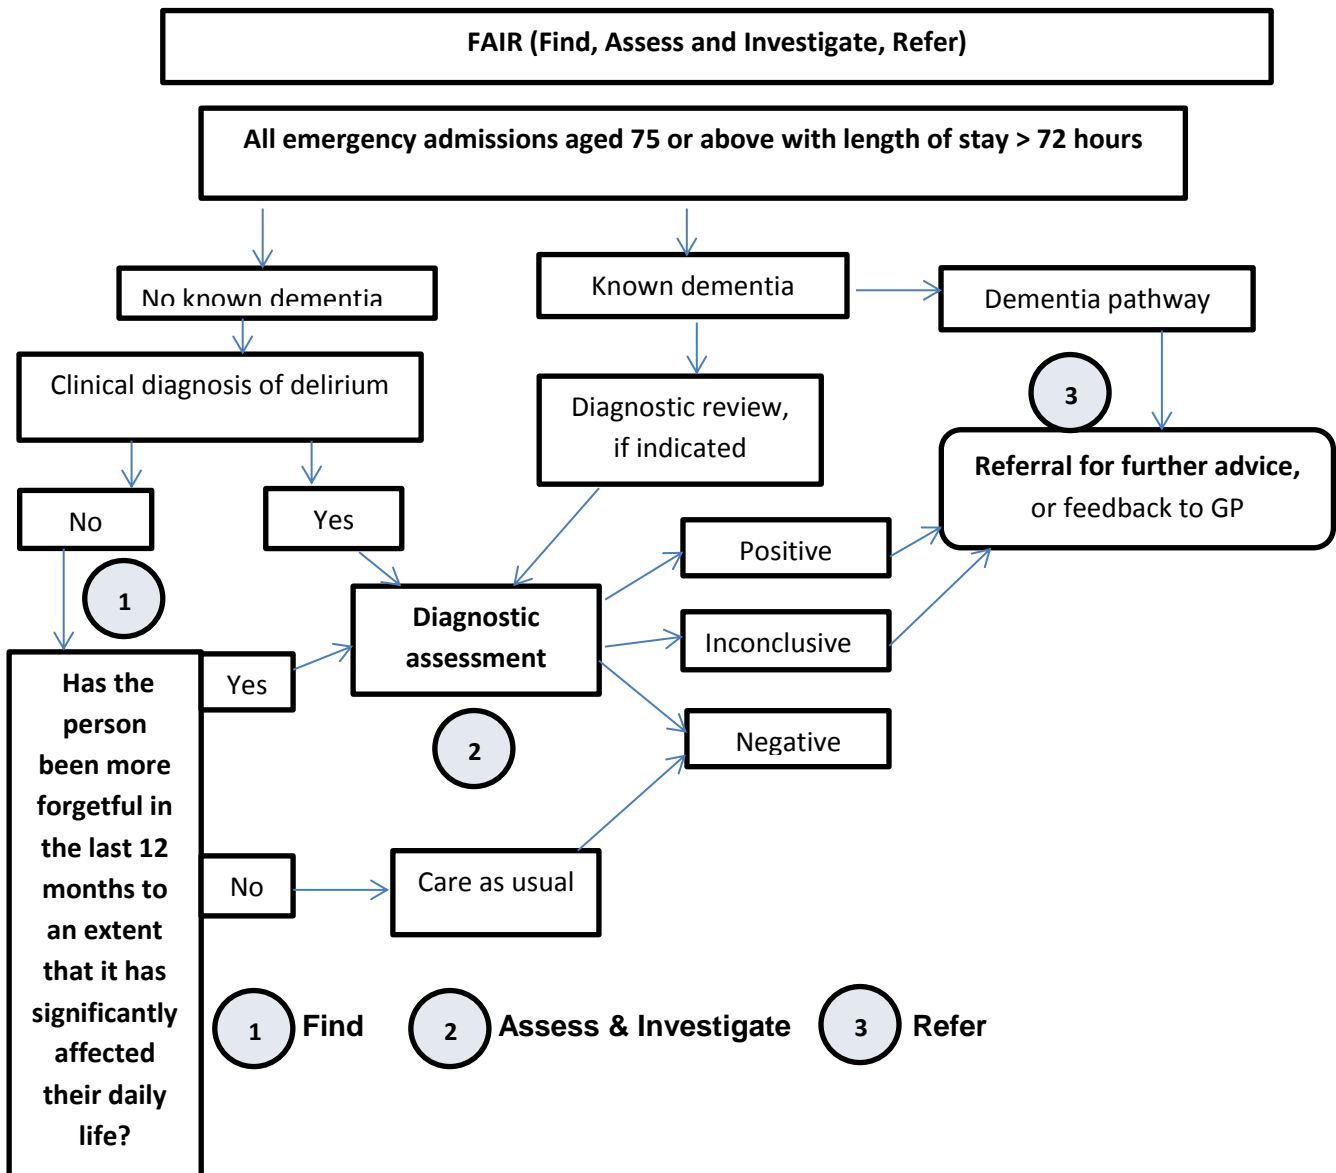 FAIR (Find, Assess and Investigate, Refer)
All emergency admissions aged 75 or above with length of stay > 72 hours
No known dementia
Known dementia
Dementia pathway
Clinical diagnosis of delirium
Diagnostic review,
if indicated
3
Referral for further advice,
or feedback to GP
No
Yes
Positive
1
Diagnostic
assessment
Inconclusive
Has the
person
been more
forgetful in
the last 12
months to
an extent
that it has
significantly
affected
their daily
life?
Yes
2
Negative
No
Care as usual
1 Find
2 Assess & Investigate
3 Refer